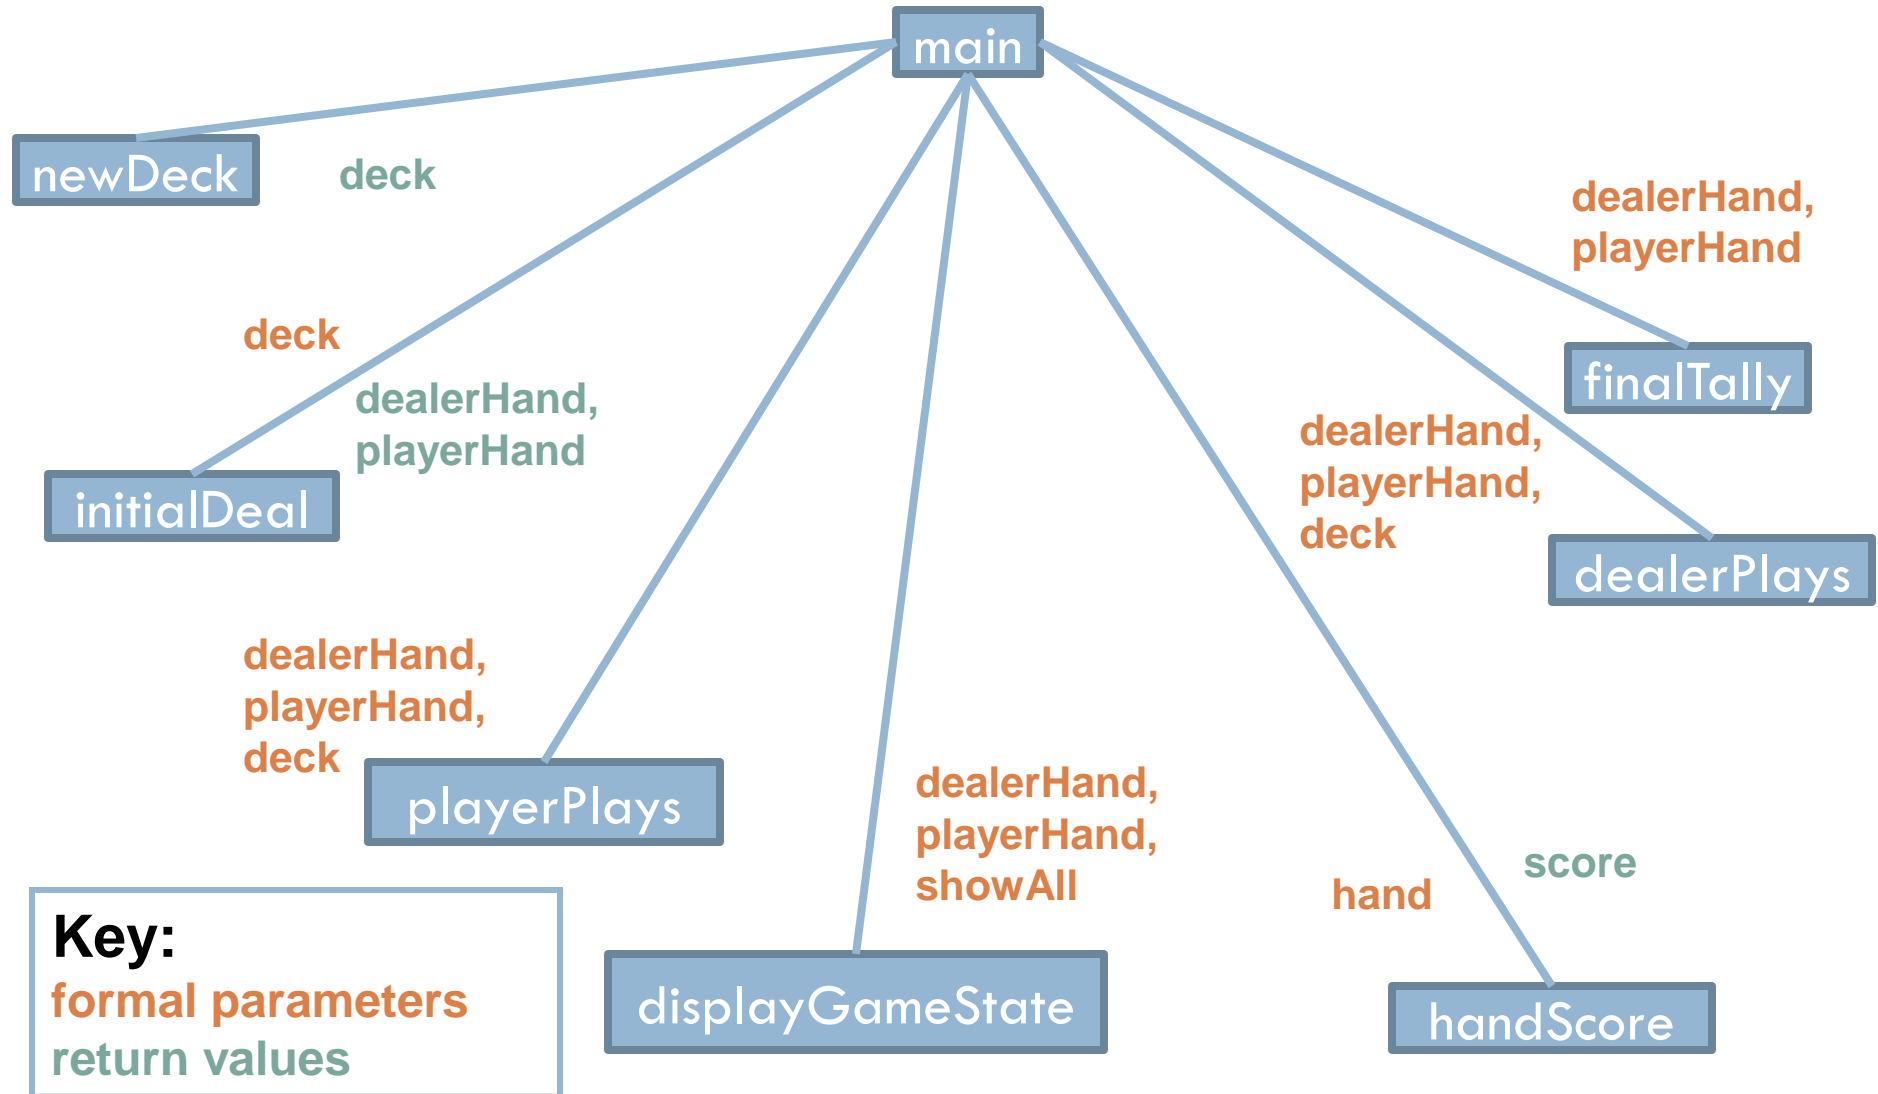 main
newDeck
deck
dealerHand,
playerHand
deck
finalTally
dealerHand,
playerHand
initialDeal
dealerHand,
playerHand,
deck
dealerPlays
dealerHand,
playerHand,
deck
playerPlays
dealerHand,
playerHand,
showAll
displayGameState
hand
score
handScore
Key:
formal parameters
return values